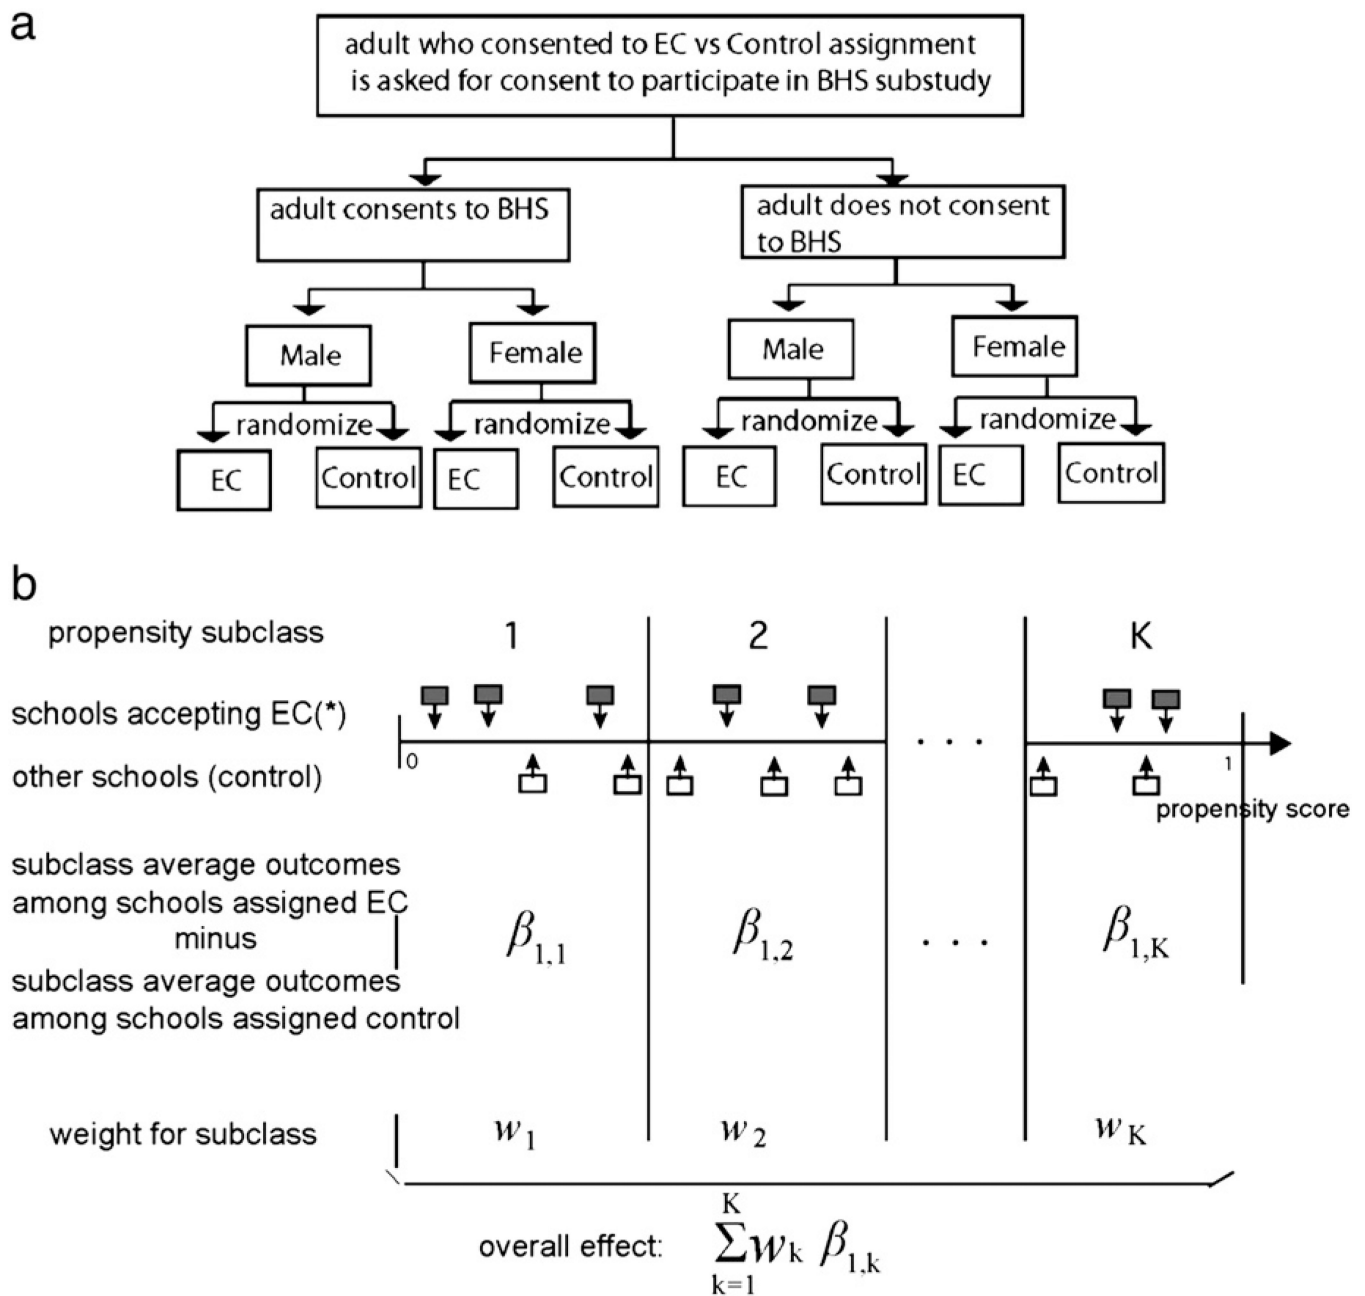 a
adult who consented to EC vs Control assignment
is asked for consent to participate in BHS substudy
adult consents to BHS
adult does not consent
to BHS
Male
Female
Male
Female
randomize
randomize
randomize
randomize
EC
Control
EC
Control
EC
Control
EC
Control
b
propensity subclass
1
2
K
schools accepting EC(*)
0
. . .
1
other schools (control)
propensity score
subclass average outcomes
among schools assigned EC
minus
subclass average outcomes
among schools assigned control
β1,1
β1,2
. . .
β1,K
weight for subclass
w1
w2
wK
overall effect:
K
Σwk β1,k
k=1